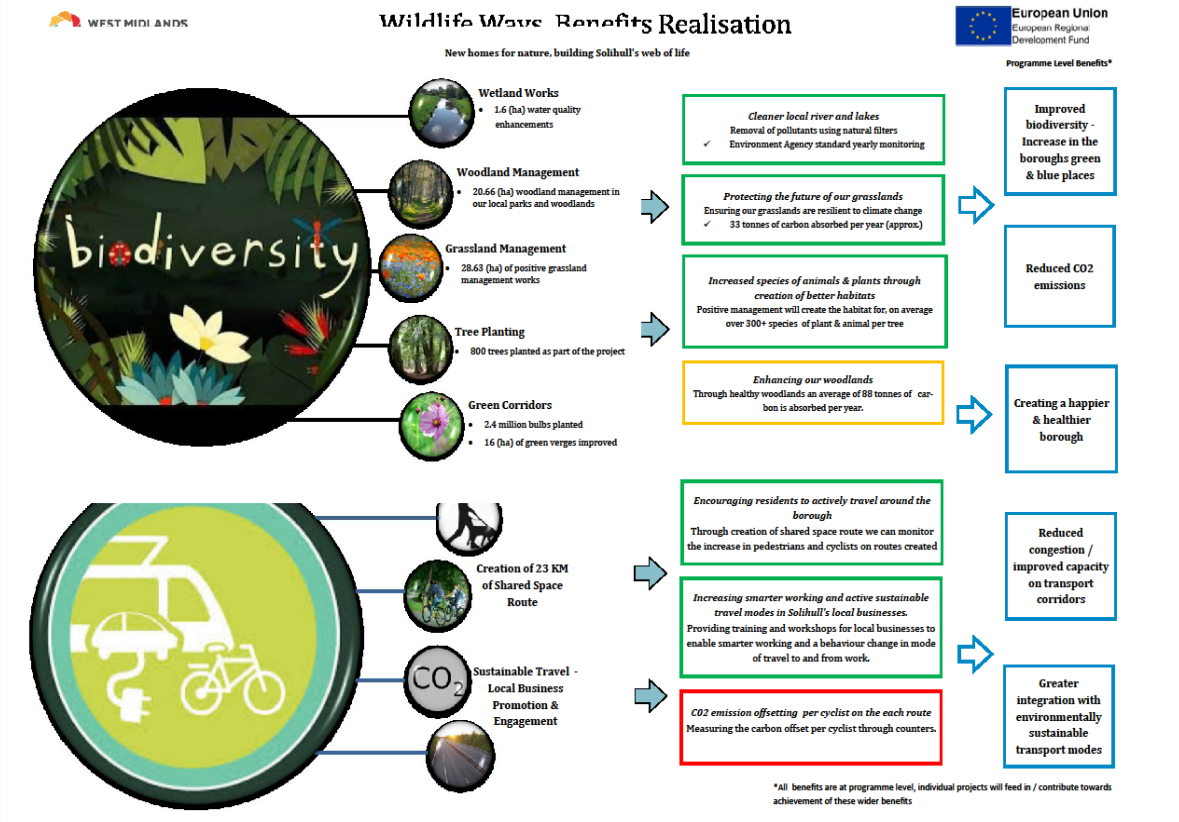 WEST MIDLANDS
Wildlife Ways Benefits Realisation
New homes for nature, building Solihull's web of life
European Union
European Regional
Development Fund
Programme Level Benefits*
biodiversity
Wetland Works
• 1.6 (ha) water quality
enhancements
Woodland Management
• 20.66 (ha) woodland management in
our local parks and woodlands
Grassland Management
• 28.63 (ha) of positive grassland
management works
Tree Planting
• 800 trees planted as part of the project
Green Corridors
• 2.4 million bulbs planted
• 16 (ha) of green verges improved
Cleaner local river and lakes
Removal of pollutants using natural filters
✓ Environment Agency standard yearly monitoring
Protecting the future of our grasslands
Ensuring our grasslands are resilient to climate change
✓ 33 tonnes of carbon absorbed per year (approx.)
Increased species of animals & plants through
creation of better habitats
Positive management will create the habitat for, on average
over 300+ species of plant & animal per tree
Enhancing our woodlands
Through healthy woodlands an average of 88 tonnes of car-
bon is absorbed per year.
Improved
biodiversity -
Increase in the
boroughs green
& blue places
Reduced CO2
emissions
Creating a happier
& healthier
borough
Creation of 23 KM
of Shared Space
Route
CO2
Sustainable Travel -
Local Business
Promotion &
Engagement
Encouraging residents to actively travel around the
borough
Through creation of shared space route we can monitor
the increase in pedestrians and cyclists on routes created
Increasing smarter working and active sustainable
travel modes in Solihull's local businesses.
Providing training and workshops for local businesses to
enable smarter working and a behaviour change in mode
of travel to and from work.
C02 emission offsetting per cyclist on the each route
Measuring the carbon offset per cyclist through counters.
Reduced
congestion /
improved capacity
on transport
corridors
Greater
integration with
environmentally
sustainable
transport modes
*All benefits are at programme level, individual projects will feed in / contribute towards
achievement of these wider benefits